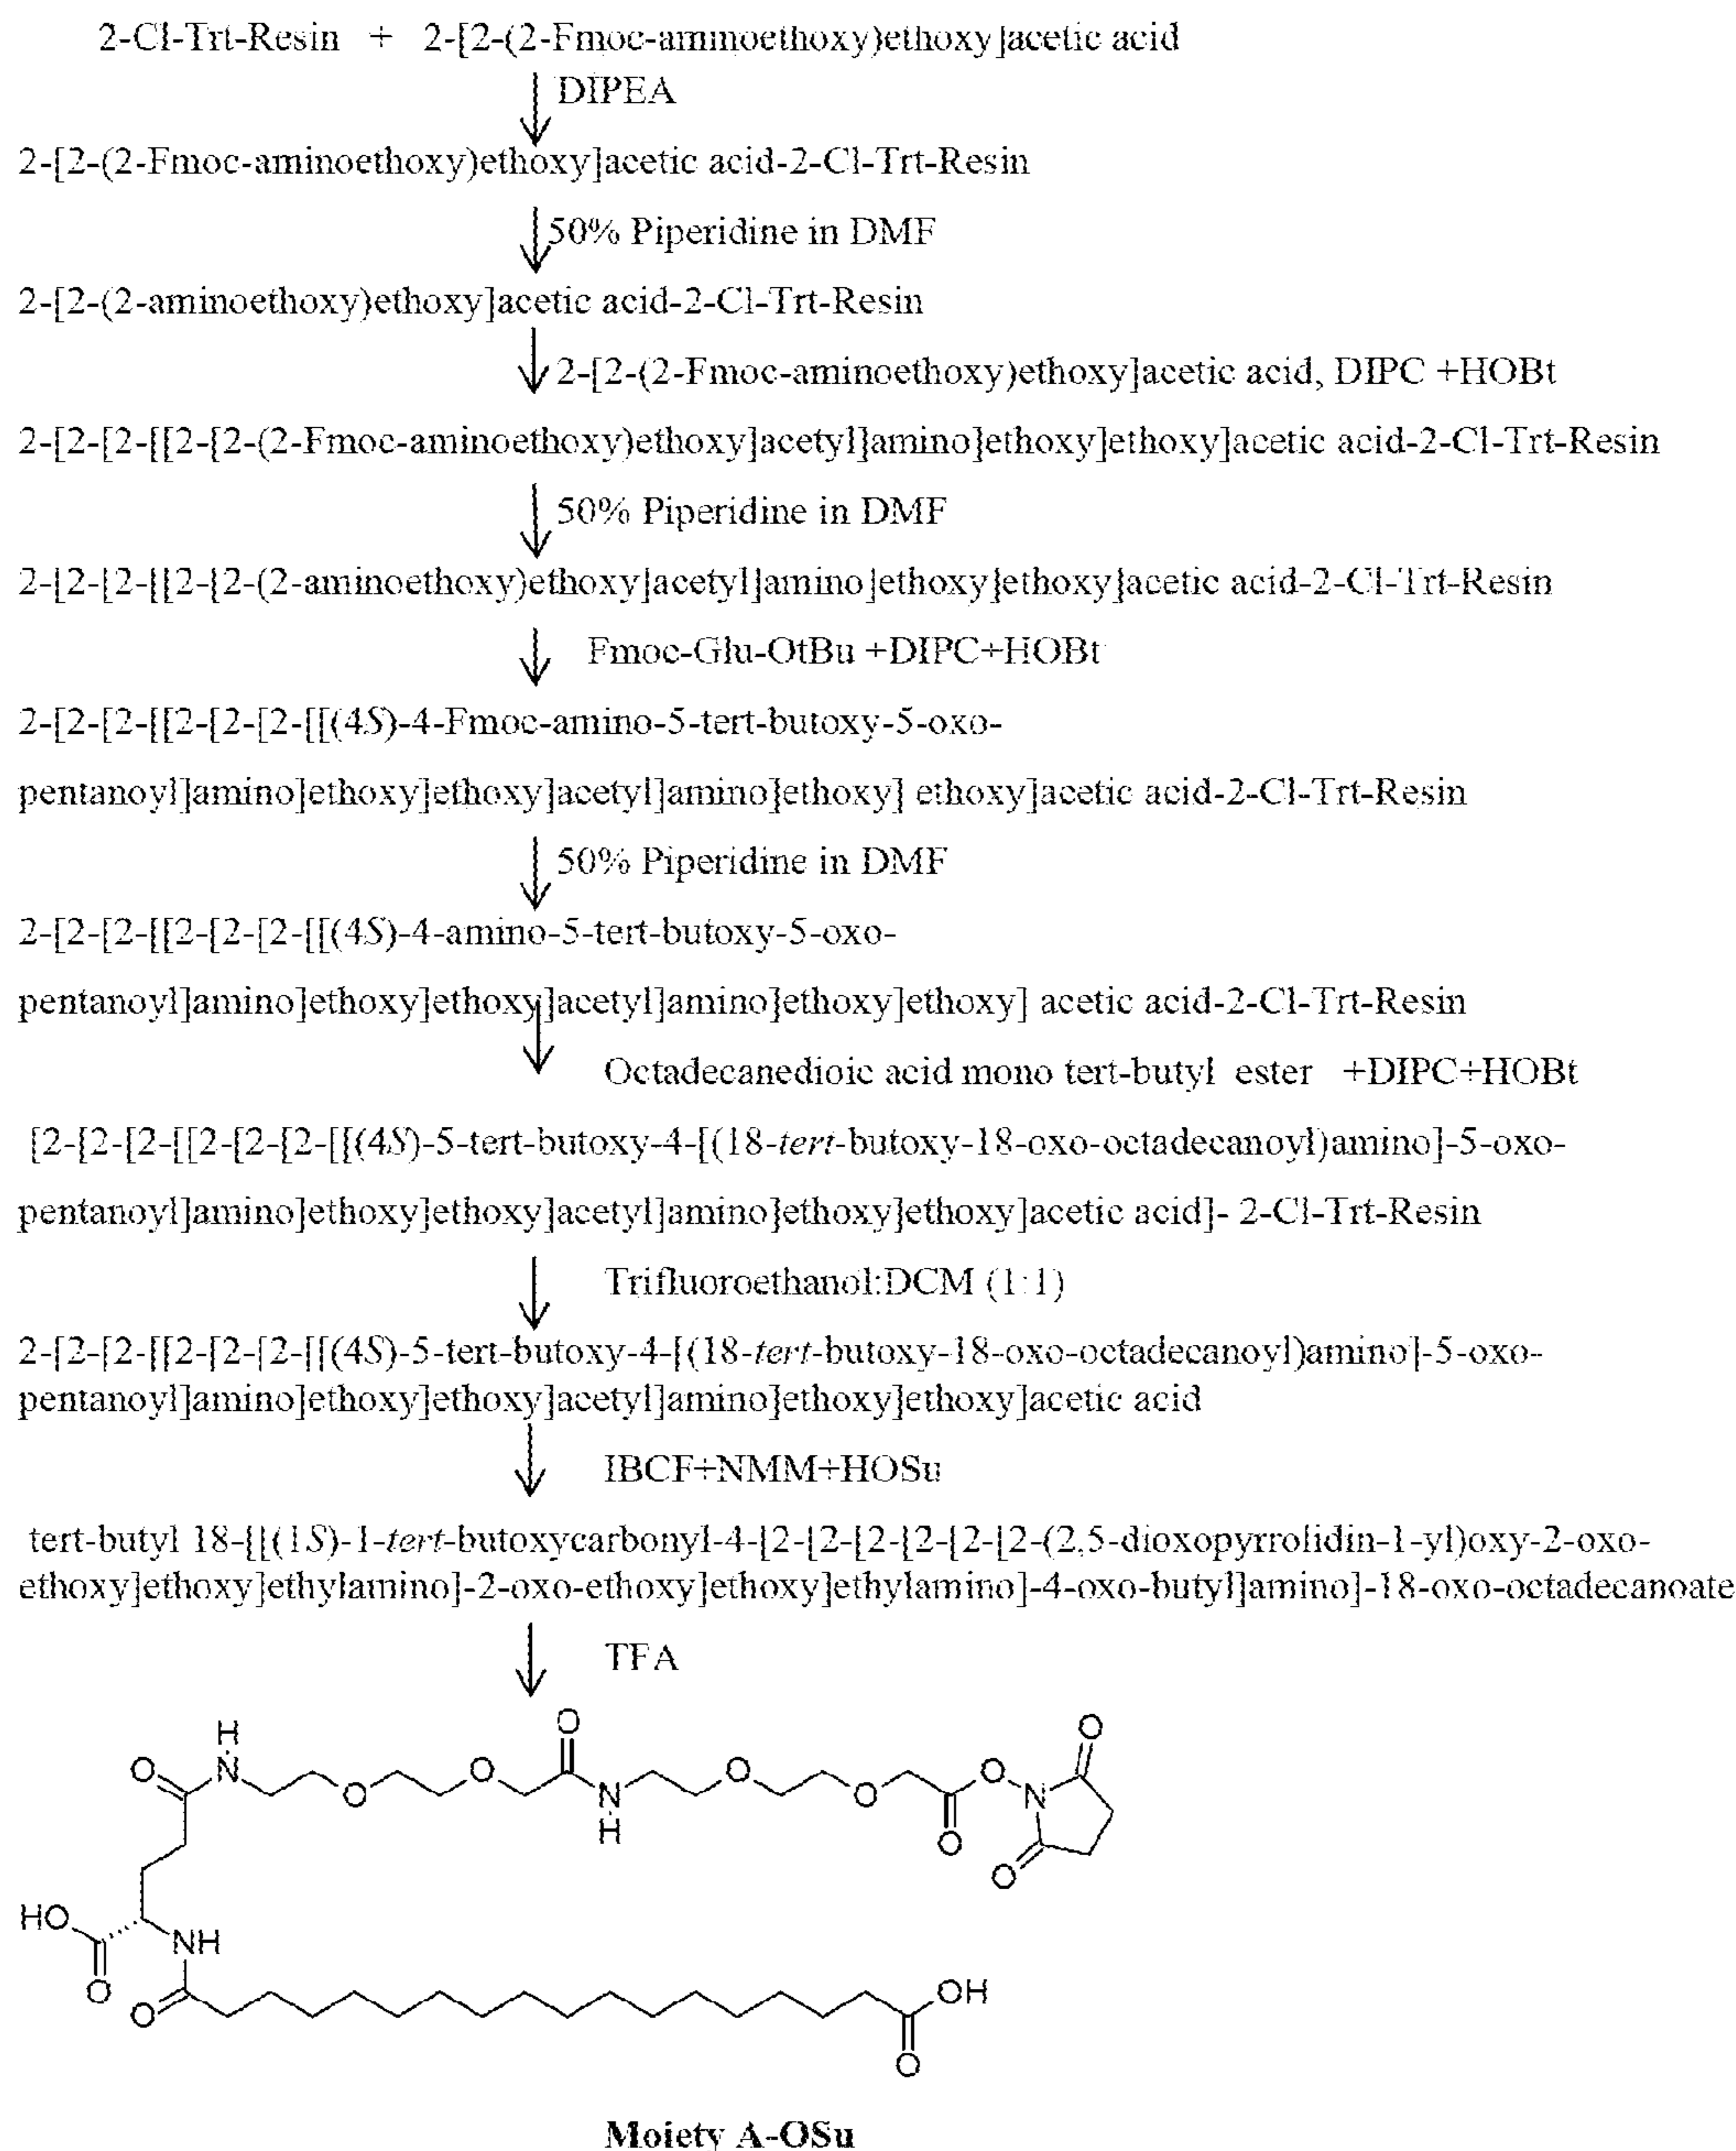 2-Cl-Trt-Resin + 2-[2-(2-Fmoc-aminoethoxy)ethoxy]acetic acid
DIPEA
2-[2-(2-Fmoc-aminoethoxy)ethoxy]acetic acid-2-Cl-Trt-Resin
50% Piperidine in DMF
2-[2-(2-aminoethoxy)ethoxy]acetic acid-2-Cl-Trt-Resin
2-[2-(2-Fmoc-aminoethoxy)ethoxy]acetic acid, DIPC +HOBt
2-[2-[2-[[2-[2-(2-Fmoc-aminoethoxy)ethoxy]acetyl]amino]ethoxy]ethoxy]acetic acid-2-Cl-Trt-Resin
50% Piperidine in DMF
2-[2-[2-[[2-[2-(2-aminoethoxy)ethoxy]acetyl]amino]ethoxy]ethoxy]acetic acid-2-Cl-Trt-Resin
Fmoc-Glu-OtBu +DIPC+HOBt
2-[2-[2-[[2-[2-[2-[[(4S)-4-Fmoc-amino-5-tert-butoxy-5-oxo-
pentanoyl]amino]ethoxy]ethoxy]acetyl]amino]ethoxy] ethoxy]acetic acid-2-Cl-Trt-Resin
50% Piperidine in DMF
2-[2-[2-[[2-[2-[2-[[(4S)-4-amino-5-tert-butoxy-5-oxo-
pentanoyl]amino]ethoxy]ethoxy]acetyl]amino]ethoxy]ethoxy] acetic acid-2-Cl-Trt-Resin
Octadecanedioic acid mono tert-butyl ester +DIPC+HOBt
[2-[2-[2-[[2-[2-[2-[[(4S)-5-tert-butoxy-4-[(18-tert-butoxy-18-oxo-octadecanoyl)amino]-5-oxo-
pentanoyl]amino]ethoxy]ethoxy]acetyl]amino]ethoxy]ethoxy]acetic acid]- 2-Cl-Trt-Resin
Trifluoroethanol:DCM (1:1)
2-[2-[2-[[2-[2-[2-[[(4S)-5-tert-butoxy-4-[(18-tert-butoxy-18-oxo-octadecanoyl)amino]-5-oxo-
pentanoyl]amino]ethoxy]ethoxy]acetyl]amino]ethoxy]ethoxy]acetic acid
IBCF+NMM+HOSu
tert-butyl 18-[[(1S)-1-tert-butoxycarbonyl-4-[2-[2-[2-[2-[2-[2-(2,5-dioxopyrrolidin-1-yl)oxy-2-oxo-
ethoxy]ethoxy]ethylamino]-2-oxo-ethoxy]ethoxy]ethylamino]-4-oxo-butyl]amino]-18-oxo-octadecanoate
TFA
H O O
O N O O O
O N O N
H O O
HO NH
O O OH
O
Moiety A-OSu